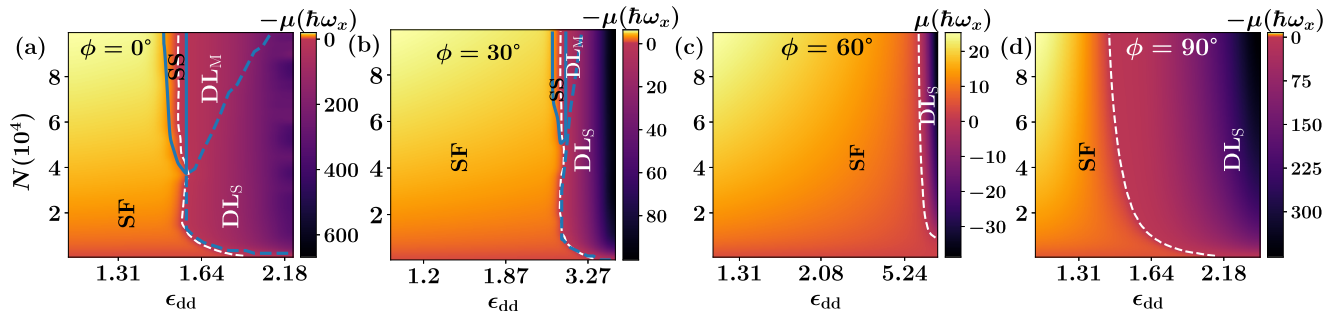 −μ(ħωₓ) −μ(ħωₓ) μ(ħωₓ) −μ(ħωₓ)
(a) ϕ = 0° (b) ϕ = 30° (c) ϕ = 60° (d) ϕ = 90°
N(10⁴)
8
6
4
2
SF
SS
DL_M
DL_S
1.31 1.64 2.18
ϵ_dd
0
200
400
600
8
6
4
2
SF
SS
DL_M
DL_S
1.2 1.87 3.27
ϵ_dd
0
20
40
60
80
8
6
4
2
SF
DL_S
1.31 2.08 5.24
ϵ_dd
20
10
0
−10
−20
−30
8
6
4
2
SF
DL_S
1.31 1.64 2.18
ϵ_dd
0
75
150
225
300